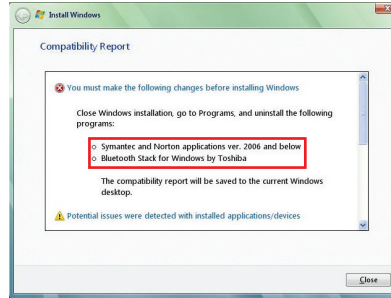 Install Windows
Compatibility Report
You must make the following changes before installing Windows
Close Windows installation, go to Programs, and uninstall the following
programs:
o Symantec and Norton applications ver. 2006 and below
o Bluetooth Stack for Windows by Toshiba
The compatibility report will be saved to the current Windows
desktop.
Potential issues were detected with installed applications/devices
Close